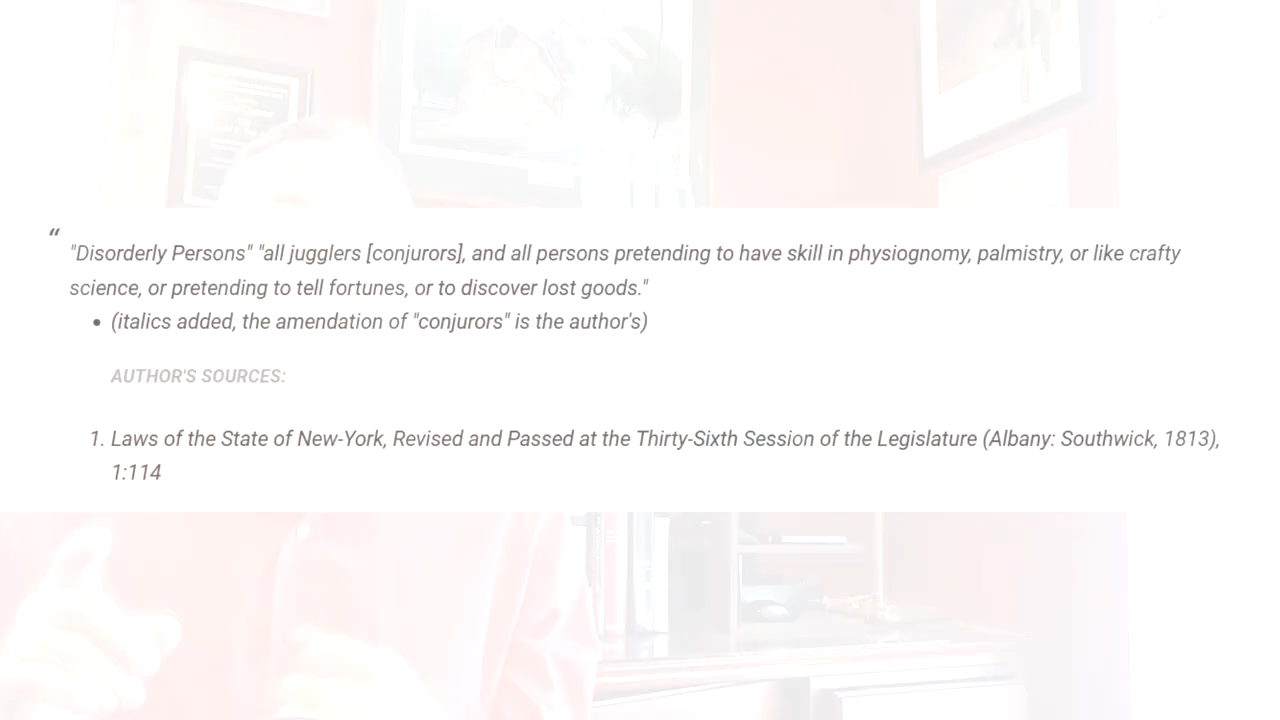 “
"Disorderly Persons" "all jugglers [conjurors], and all persons pretending to have skill in physiognomy, palmistry, or like crafty
science, or pretending to tell fortunes, or to discover lost goods."
• (italics added, the amendation of "conjurors" is the author's)
AUTHOR'S SOURCES:
1. Laws of the State of New-York, Revised and Passed at the Thirty-Sixth Session of the Legislature (Albany: Southwick, 1813),
1:114